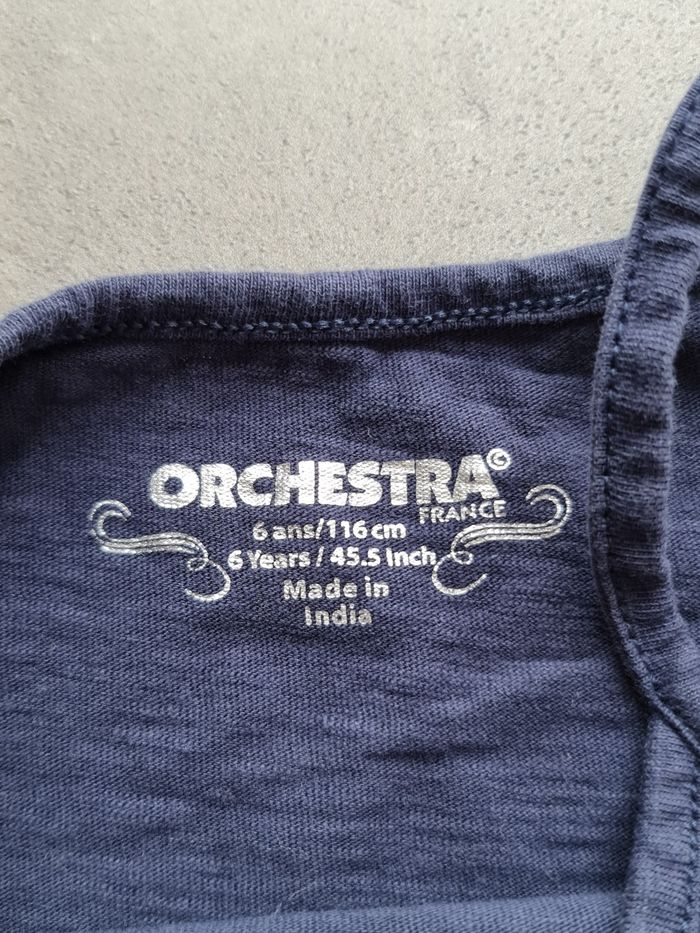 ORCHESTRA©
FRANCE
6 ans/116 cm
6 Years / 45.5 Inch
Made in
India